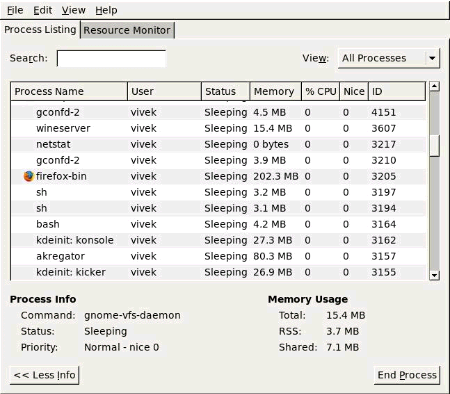 File Edit View Help
Process Listing Resource Monitor
Search: View: All Processes
Process Name User Status Memory % CPU Nice ID
gconfd-2 vivek Sleeping 4.5 MB 0 0 4151
wineserver vivek Sleeping 15.4 MB 0 0 3607
netstat vivek Sleeping 0 bytes 0 0 3217
gconfd-2 vivek Sleeping 3.9 MB 0 0 3210
firefox-bin vivek Sleeping 202.3 MB 0 0 3205
sh vivek Sleeping 3.2 MB 0 0 3197
sh vivek Sleeping 3.1 MB 0 0 3194
bash vivek Sleeping 4.2 MB 0 0 3164
kdeinit: konsole vivek Sleeping 27.3 MB 0 0 3162
akregator vivek Sleeping 80.3 MB 0 0 3157
kdeinit: kicker vivek Sleeping 26.9 MB 0 0 3155
Process Info Memory Usage
Command: gnome-vfs-daemon Total: 15.4 MB
Status: Sleeping RSS: 3.7 MB
Priority: Normal - nice 0 Shared: 7.1 MB
<< Less Info End Process